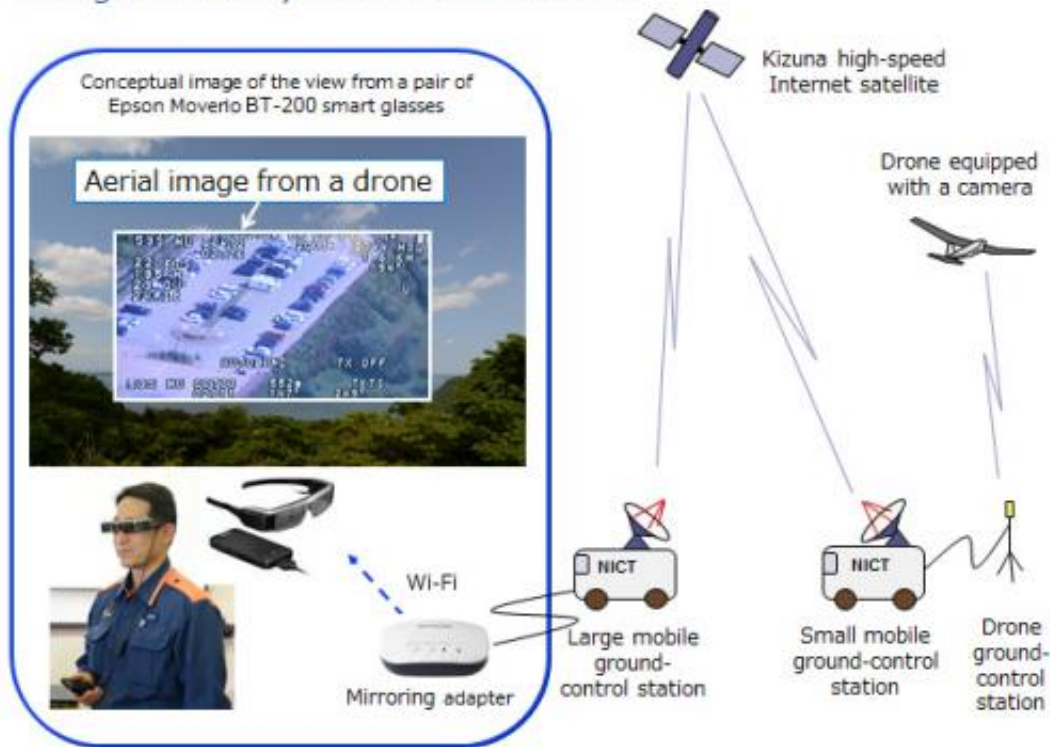 Conceptual image of the view from a pair of
Epson Moverio BT-200 smart glasses
Aerial image from a drone
TX OFF
Kizuna high-speed
Internet satellite
Drone equipped
with a camera
Wi-Fi
Mirroring adapter
NICT
Large mobile
ground-
control station
NICT
Small mobile
ground-control
station
Drone
ground-
control
station